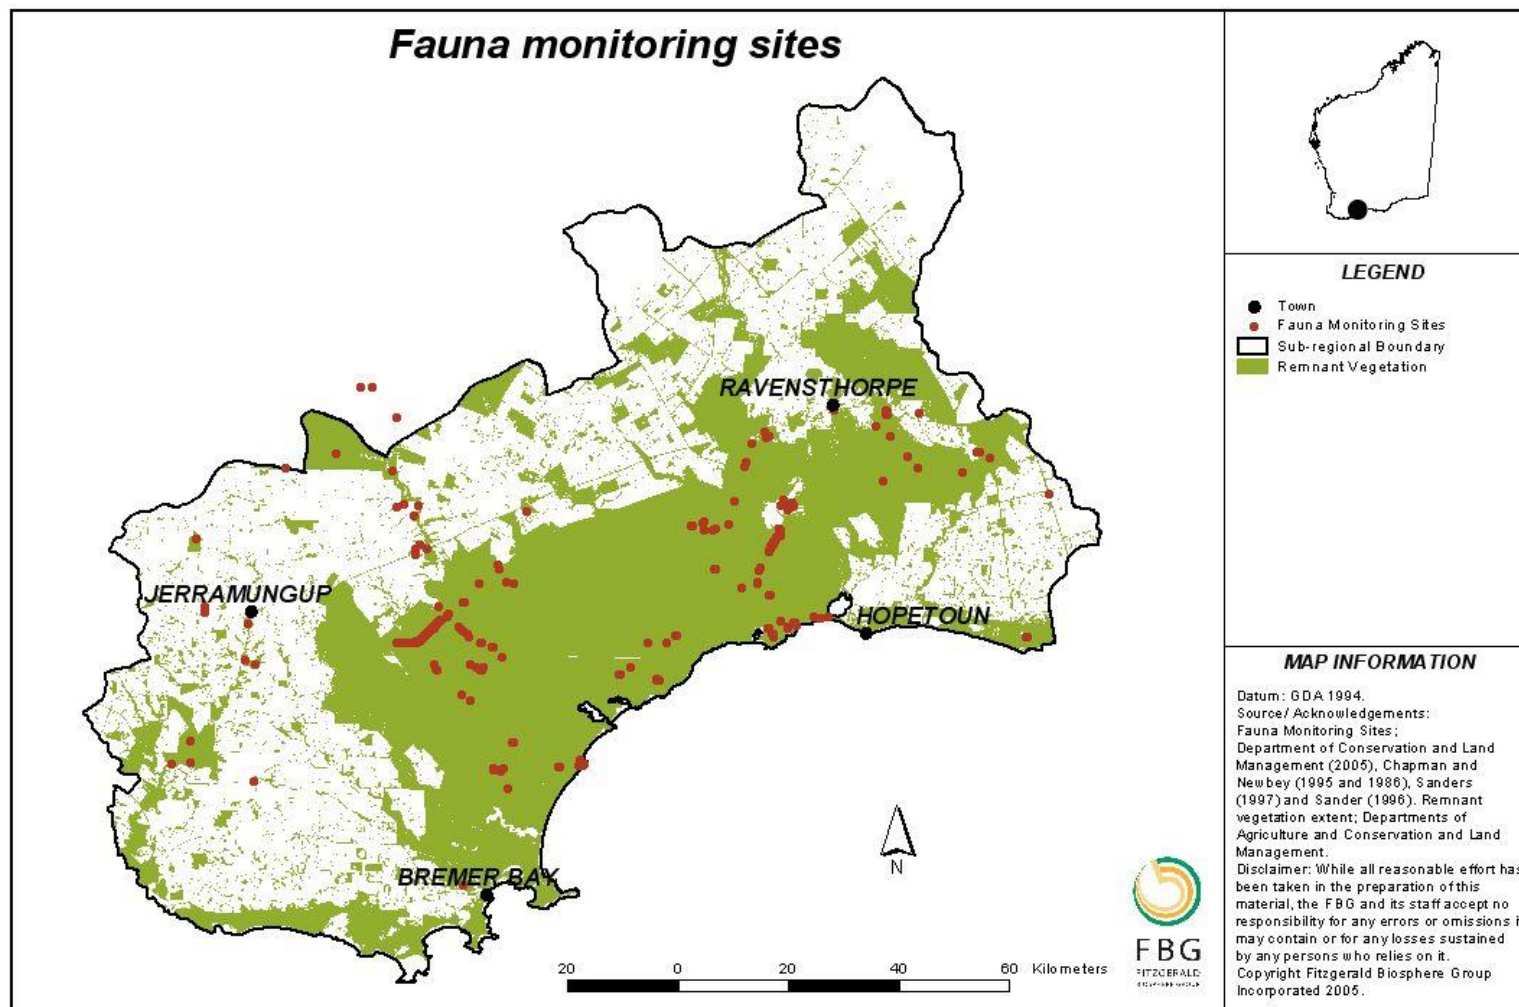 Fauna monitoring sites
RAVENSTHORPE
JERRAMUNGUP
HOPETOUN
BREMER BAY
N
20 0 20 40 60 Kilometers
FBG
FITZGERALD
BIOSPHERE GROUP
LEGEND
Town
Fauna Monitoring Sites
Sub-regional Boundary
Remnant Vegetation
MAP INFORMATION
Datum: GDA 1994.
Source/ Acknowledgements:
Fauna Monitoring Sites;
Department of Conservation and Land
Management (2005), Chapman and
Newbey (1995 and 1986), Sanders
(1997) and Sander (1996). Remnant
vegetation extent; Departments of
Agriculture and Conservation and Land
Management.
Disclaimer: While all reasonable effort has
been taken in the preparation of this
material, the FBG and its staff accept no
responsibility for any errors or omissions i
may contain or for any losses sustained
by any persons who relies on it.
Copyright Fitzgerald Biosphere Group
Incorporated 2005.